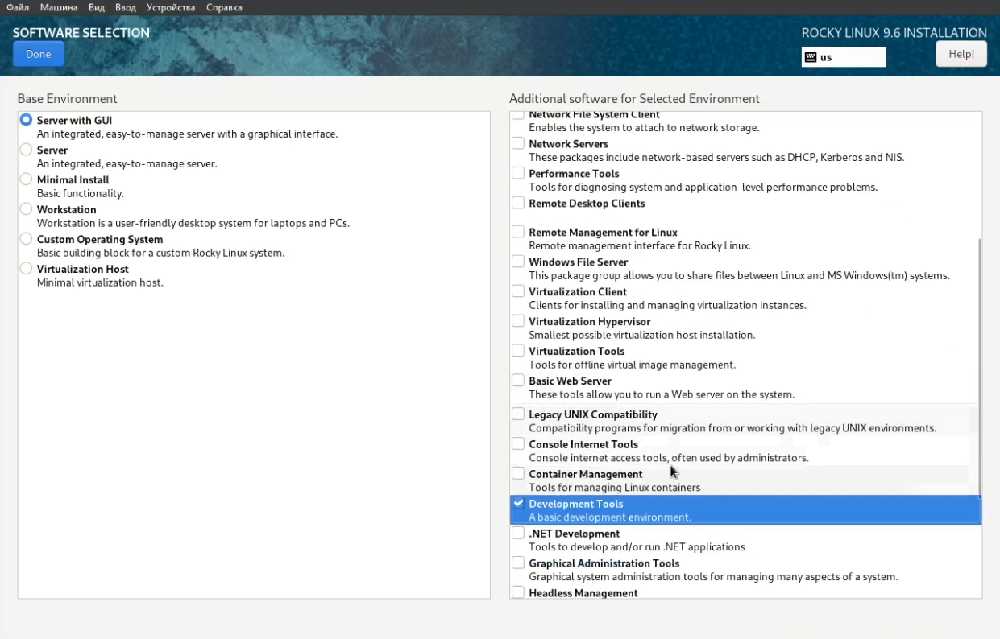 Файл Машина Вид Ввод Устройства Справка
SOFTWARE SELECTION
ROCKY LINUX 9.6 INSTALLATION
Done
us
Help!
Base Environment
Server with GUI
An integrated, easy-to-manage server with a graphical interface.
Server
An integrated, easy-to-manage server.
Minimal Install
Basic functionality.
Workstation
Workstation is a user-friendly desktop system for laptops and PCs.
Custom Operating System
Basic building block for a custom Rocky Linux system.
Virtualization Host
Minimal virtualization host.
Additional software for Selected Environment
Network File System Client
Enables the system to attach to network storage.
Network Servers
These packages include network-based servers such as DHCP, Kerberos and NIS.
Performance Tools
Tools for diagnosing system and application-level performance problems.
Remote Desktop Clients
Remote Management for Linux
Remote management interface for Rocky Linux.
Windows File Server
This package group allows you to share files between Linux and MS Windows(tm) systems.
Virtualization Client
Clients for installing and managing virtualization instances.
Virtualization Hypervisor
Smallest possible virtualization host installation.
Virtualization Tools
Tools for offline virtual image management.
Basic Web Server
These tools allow you to run a Web server on the system.
Legacy UNIX Compatibility
Compatibility programs for migration from or working with legacy UNIX environments.
Console Internet Tools
Console internet access tools, often used by administrators.
Container Management
Tools for managing Linux containers
Development Tools
A basic development environment.
.NET Development
Tools to develop and/or run .NET applications
Graphical Administration Tools
Graphical system administration tools for managing many aspects of a system.
Headless Management